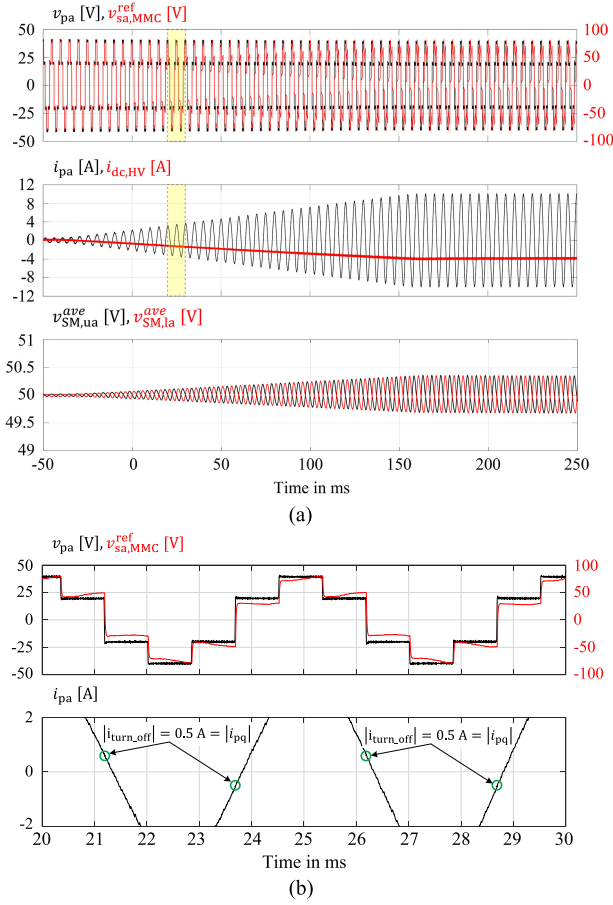 v_pa [V], v_sa,MMC^ref [V]
50
25
0
25
-50
100
50
0
-50
-100
i_pa [A], i_dc,HV [A]
12
8
4
0
-4
-8
-12
v_SM,ua^ave [V], v_SM,la^ave [V]
51
50.5
50
49.5
49
-50 0 50 100 150 200 250
Time in ms
(a)
v_pa [V], v_sa,MMC^ref [V]
50
25
0
-25
-50
100
50
0
-50
-100
i_pa [A]
2
0
-2
|i_turn_off| = 0.5 A = |i_pq|
|i_turn_off| = 0.5 A = |i_pq|
20 21 22 23 24 25 26 27 28 29 30
Time in ms
(b)